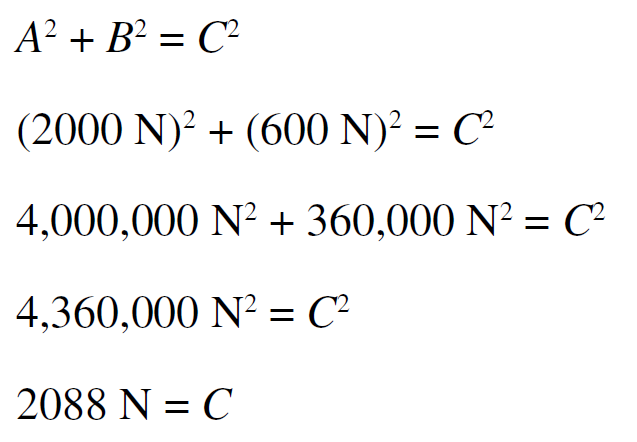 A² + B² = C²
(2000 N)² + (600 N)² = C²
4,000,000 N² + 360,000 N² = C²
4,360,000 N² = C²
2088 N = C